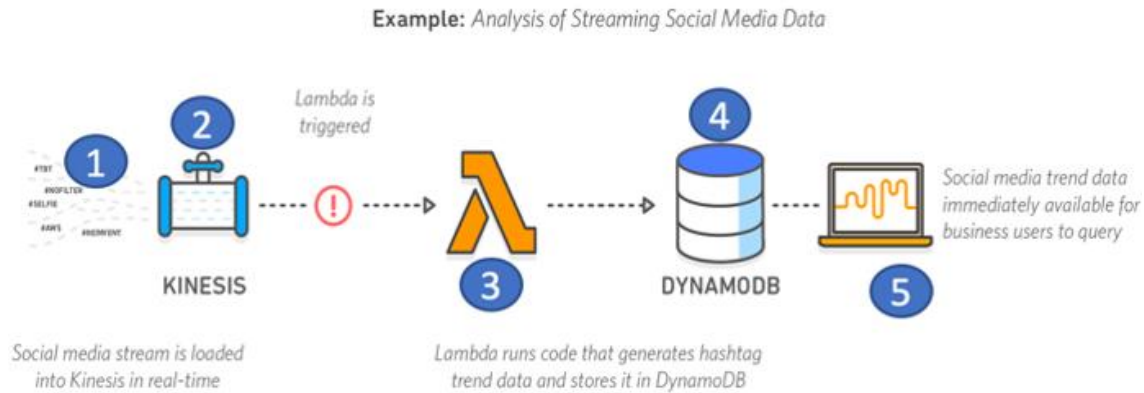 Example: Analysis of Streaming Social Media Data
Lambda is
triggered
1
2
3
4
5
#TBT
#NOFILTER
#SELFIE
#AWS
#REINVENT
!
KINESIS
DYNAMODB
Social media trend data
immediately available for
business users to query
Social media stream is loaded
into Kinesis in real-time
Lambda runs code that generates hashtag
trend data and stores it in DynamoDB